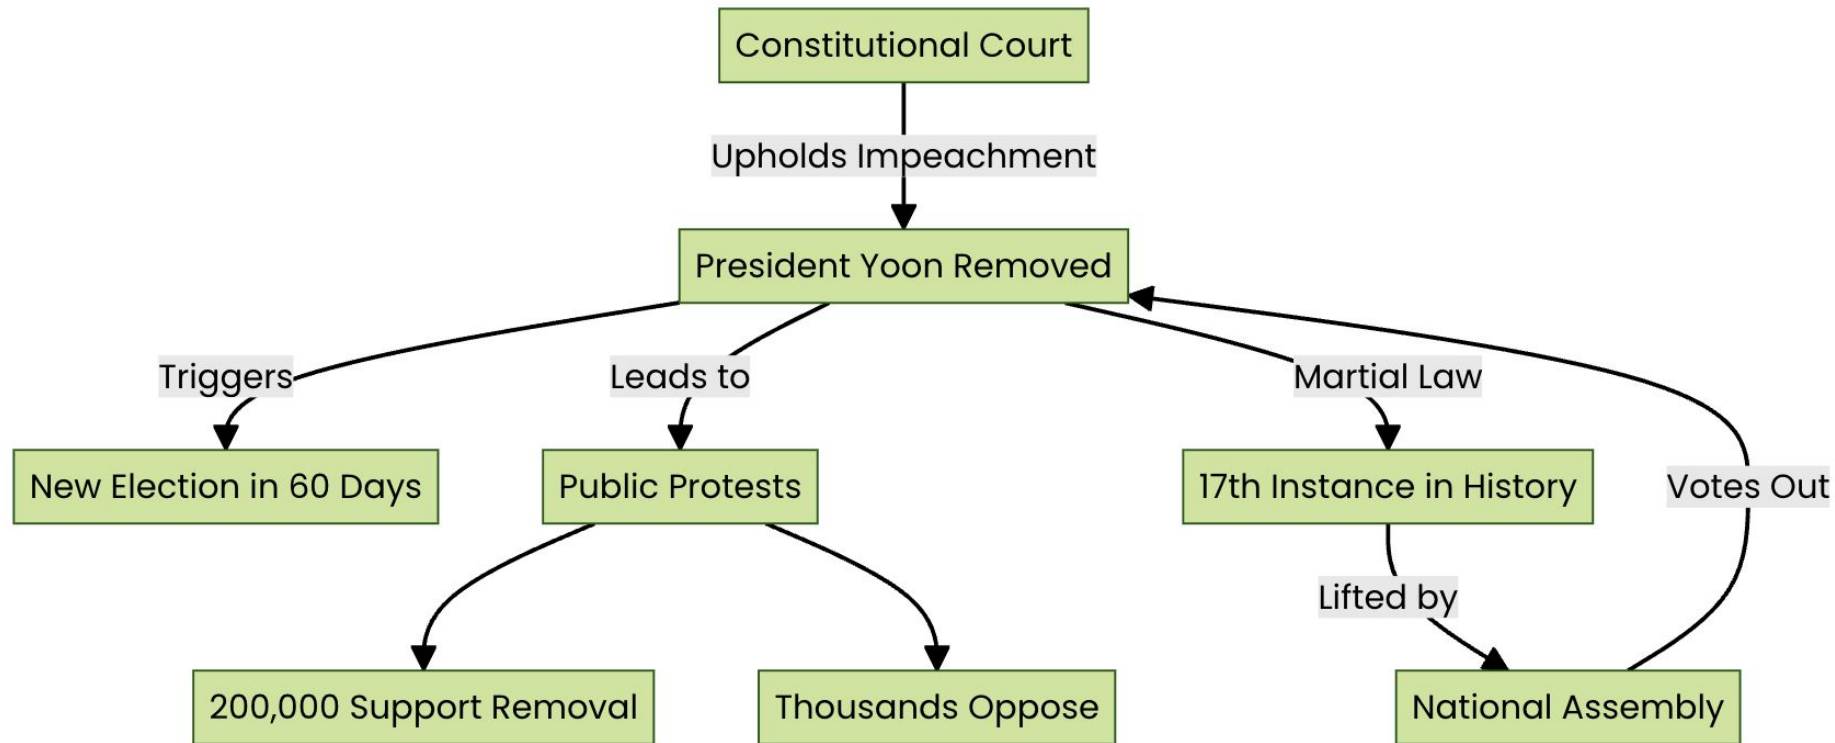 Constitutional Court
Upholds Impeachment
President Yoon Removed
Triggers
Leads to
Martial Law
New Election in 60 Days
Public Protests
17th Instance in History
Votes Out
Lifted by
200,000 Support Removal
Thousands Oppose
National Assembly